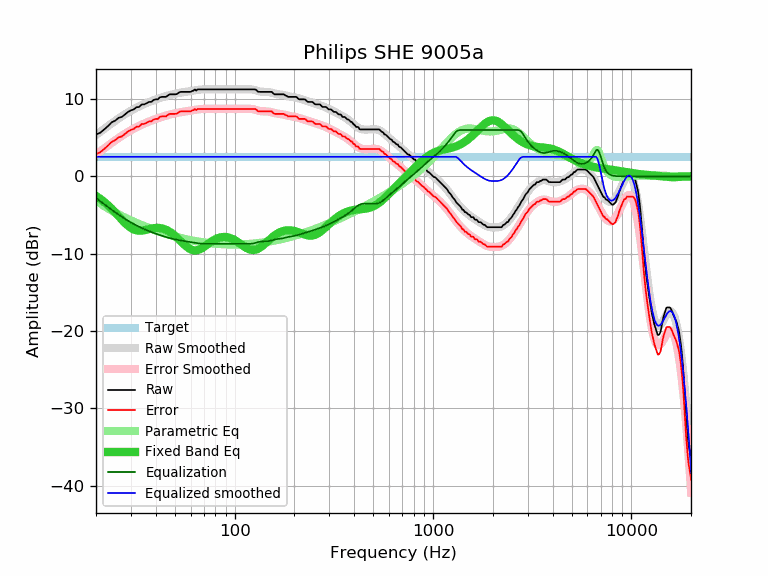 Philips SHE 9005a
10
0
−10
−20
−30
−40
Amplitude (dBr)
Target
Raw Smoothed
Error Smoothed
Raw
Error
Parametric Eq
Fixed Band Eq
Equalization
Equalized smoothed
100
1000
10000
Frequency (Hz)